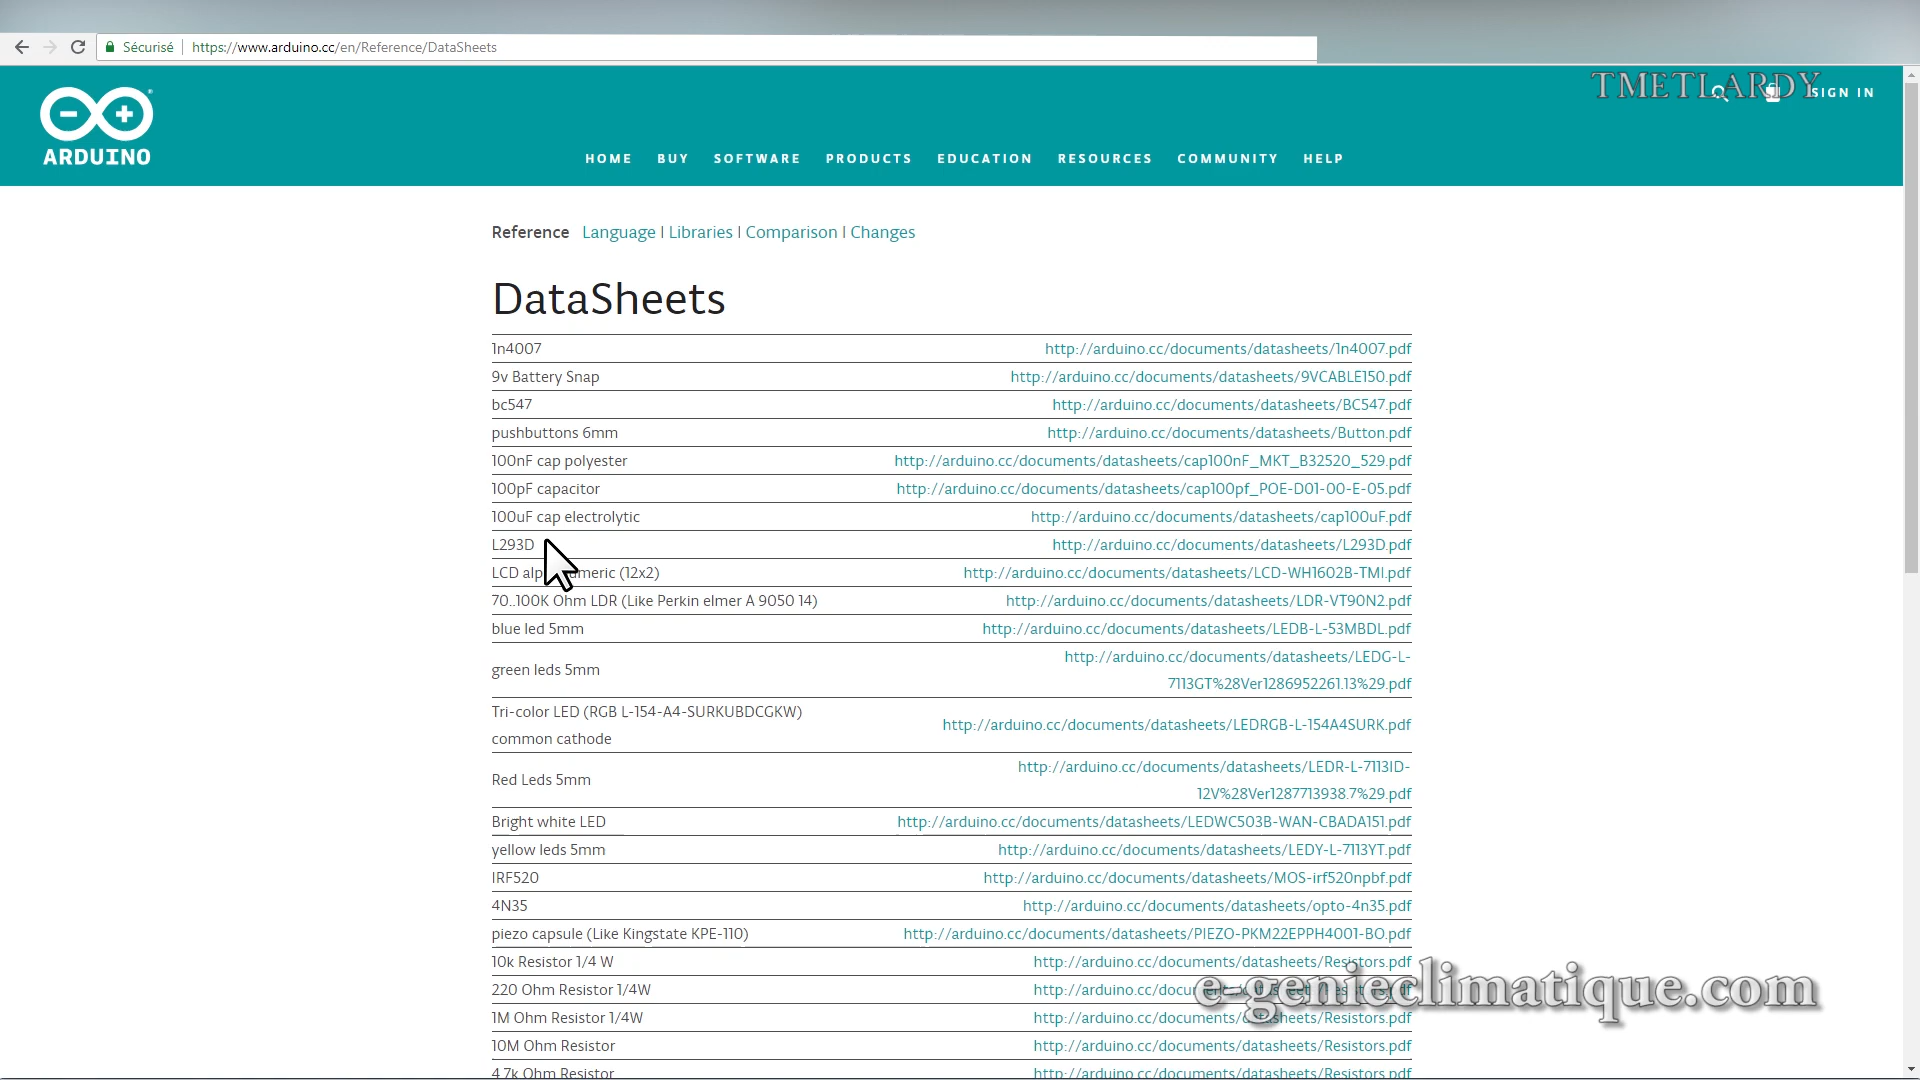 Sécurisé | https://www.arduino.cc/en/Reference/DataSheets
TMETLARDY
SIGN IN
ARDUINO
HOME BUY SOFTWARE PRODUCTS EDUCATION RESOURCES COMMUNITY HELP
Reference Language | Libraries | Comparison | Changes
DataSheets
1n4007 http://arduino.cc/documents/datasheets/1n4007.pdf
9v Battery Snap http://arduino.cc/documents/datasheets/9VCABLE150.pdf
bc547 http://arduino.cc/documents/datasheets/BC547.pdf
pushbuttons 6mm http://arduino.cc/documents/datasheets/Button.pdf
100nF cap polyester http://arduino.cc/documents/datasheets/cap100nF_MKT_B32520_529.pdf
100pF capacitor http://arduino.cc/documents/datasheets/cap100pf_POE-D01-00-E-05.pdf
100uF cap electrolytic http://arduino.cc/documents/datasheets/cap100uF.pdf
L293D http://arduino.cc/documents/datasheets/L293D.pdf
LCD (12x2) http://arduino.cc/documents/datasheets/LCD-WH1602B-TMI.pdf
70..100K Ohm LDR (Like Perkin elmer A 9050 14) http://arduino.cc/documents/datasheets/LDR-VT90N2.pdf
blue led 5mm http://arduino.cc/documents/datasheets/LEDB-L-53MBDL.pdf
green leds 5mm http://arduino.cc/documents/datasheets/LEDG-L-
7113GT%28Ver1286952261.13%29.pdf
Tri-color LED (RGB L-154-A4-SURKUBDCGKW)
common cathode http://arduino.cc/documents/datasheets/LEDRGB-L-154A4SURK.pdf
Red Leds 5mm http://arduino.cc/documents/datasheets/LEDR-L-7113ID-
12V%28Ver1287713938.7%29.pdf
Bright white LED http://arduino.cc/documents/datasheets/LEDWC503B-WAN-CBADA151.pdf
yellow leds 5mm http://arduino.cc/documents/datasheets/LEDY-L-7113YT.pdf
IRF520 http://arduino.cc/documents/datasheets/MOS-irf520npbf.pdf
4N35 http://arduino.cc/documents/datasheets/opto-4n35.pdf
piezo capsule (Like Kingstate KPE-110) http://arduino.cc/documents/datasheets/PIEZO-PKM22EPPH4001-BO.pdf
10k Resistor 1/4 W http://arduino.cc/documents/datasheets/Resistors.pdf
220 Ohm Resistor 1/4W
e-genieclimatique.com
1M Ohm Resistor 1/4W http://arduino.cc/documents/datasheets/Resistors.pdf
10M Ohm Resistor http://arduino.cc/documents/datasheets/Resistors.pdf
4.7k Ohm Resistor http://arduino.cc/documents/datasheets/Resistors.pdf